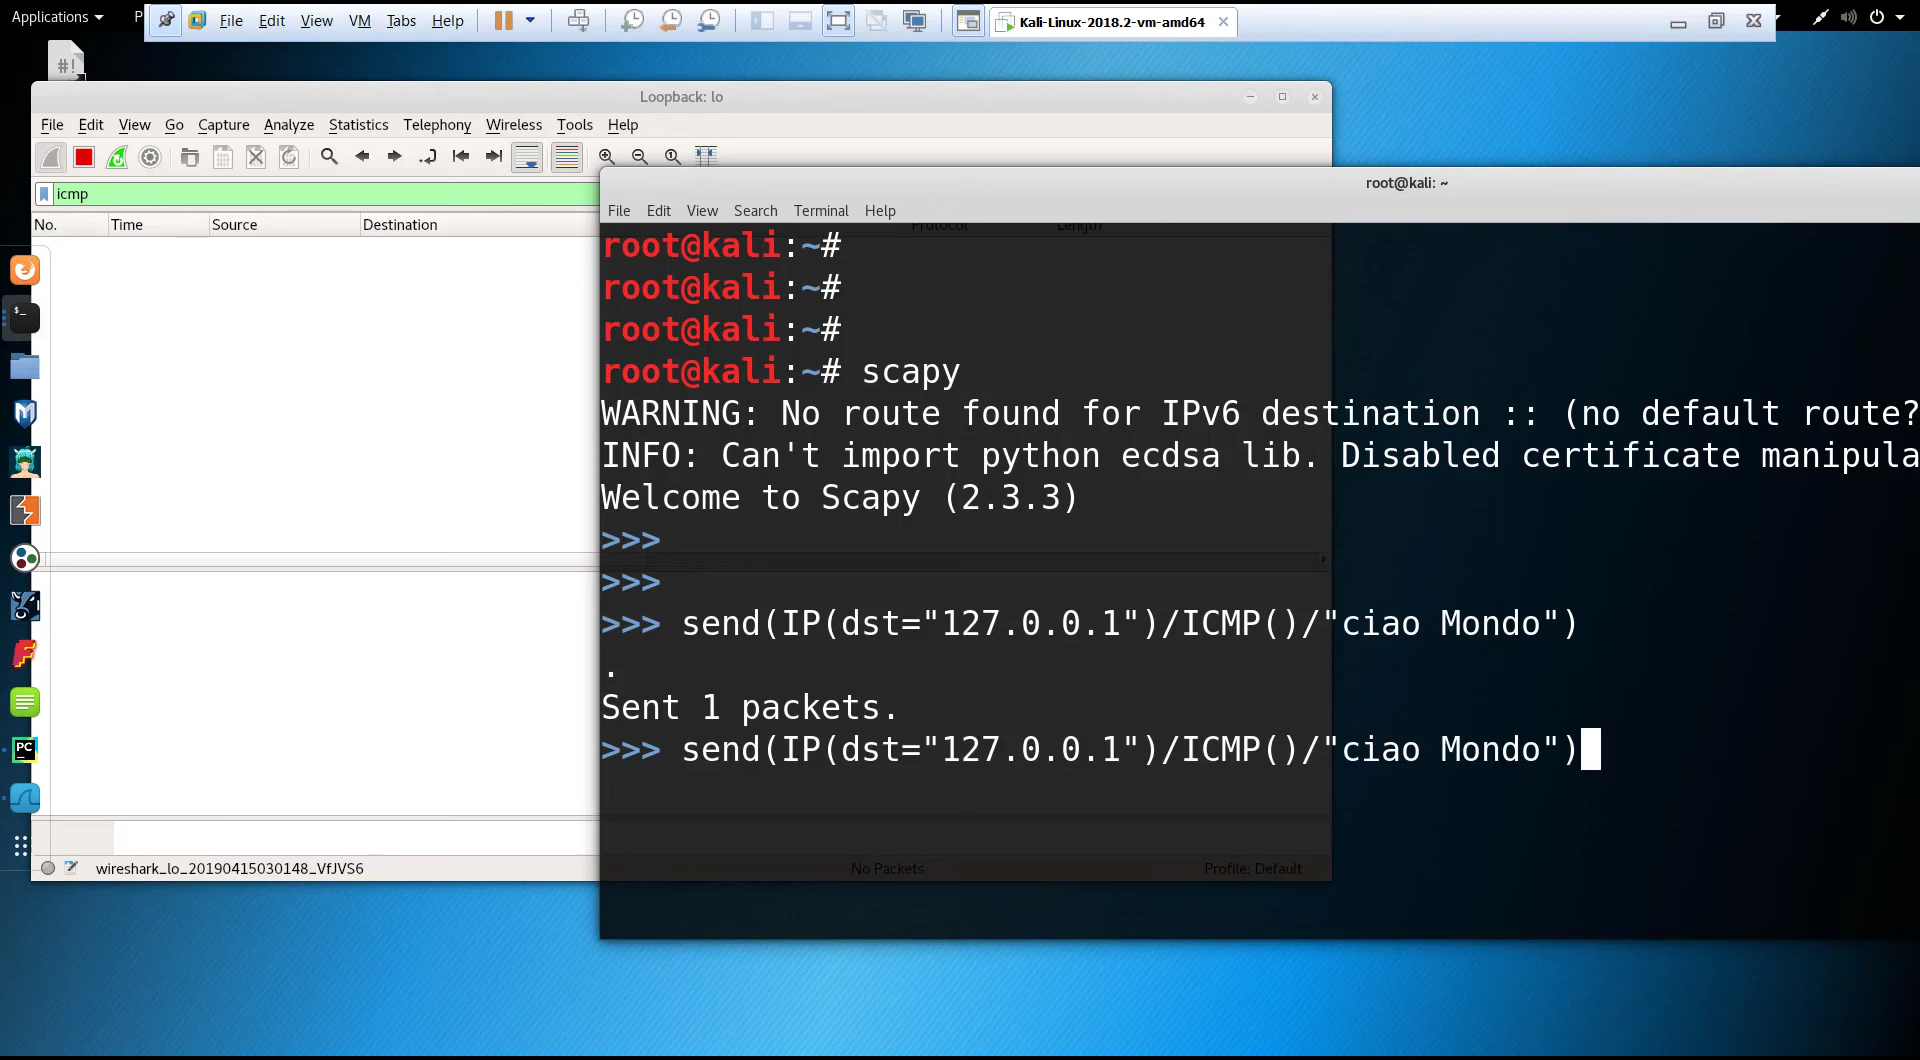 Applications
P
File Edit View VM Tabs Help
Kali-Linux-2018.2-vm-amd64
#!
Loopback: lo
File Edit View Go Capture Analyze Statistics Telephony Wireless Tools Help
icmp
No. Time Source Destination Protocol Length
root@kali: ~
File Edit View Search Terminal Help
root@kali:~#
root@kali:~#
root@kali:~#
root@kali:~# scapy
WARNING: No route found for IPv6 destination :: (no default route?
INFO: Can't import python ecdsa lib. Disabled certificate manipula
Welcome to Scapy (2.3.3)
>>>
>>>
>>> send(IP(dst="127.0.0.1")/ICMP()/"ciao Mondo")
.
Sent 1 packets.
>>> send(IP(dst="127.0.0.1")/ICMP()/"ciao Mondo")
$_
PC
wireshark_lo_20190415030148_VfJVS6 No Packets Profile: Default